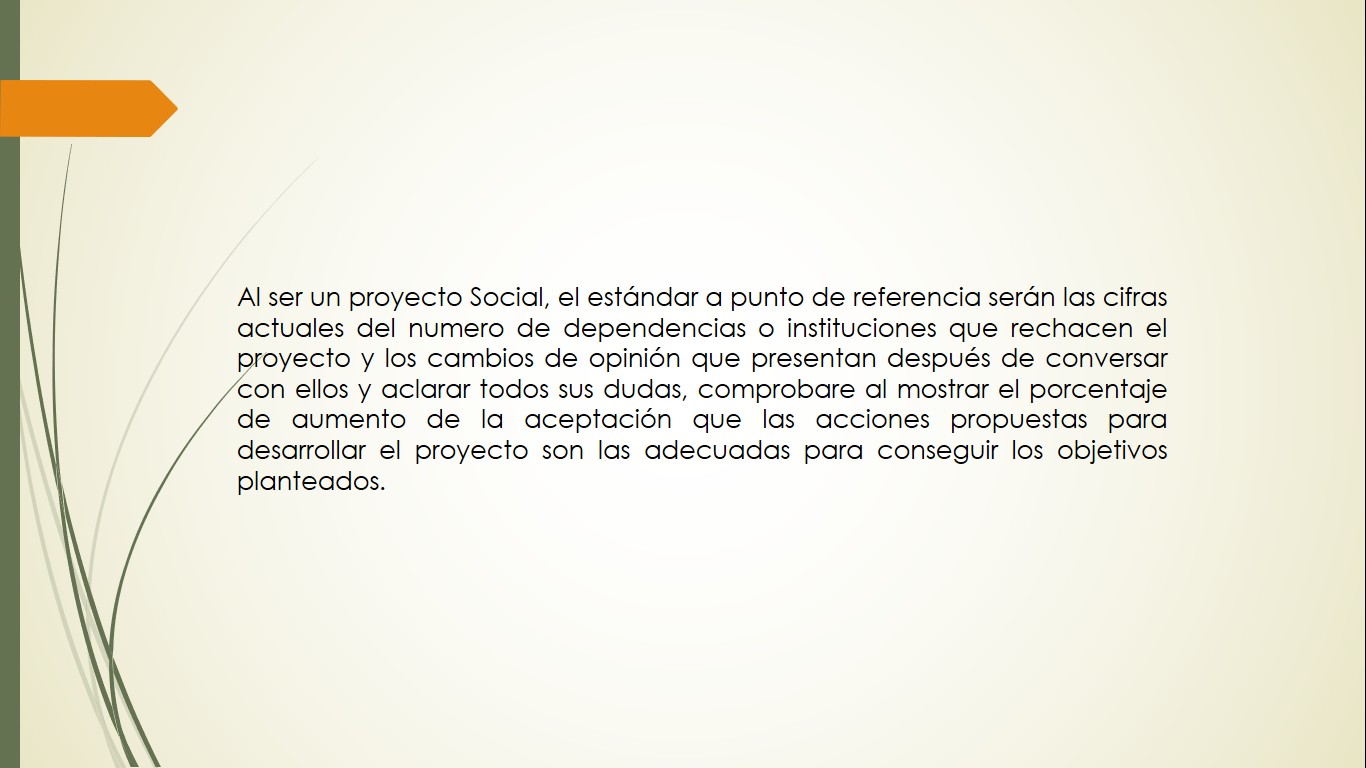 Al ser un proyecto Social, el estándar a punto de referencia serán las cifras
actuales del numero de dependencias o instituciones que rechacen el
proyecto y los cambios de opinión que presentan después de conversar
con ellos y aclarar todos sus dudas, comprobare al mostrar el porcentaje
de aumento de la aceptación que las acciones propuestas para
desarrollar el proyecto son las adecuadas para conseguir los objetivos
planteados.